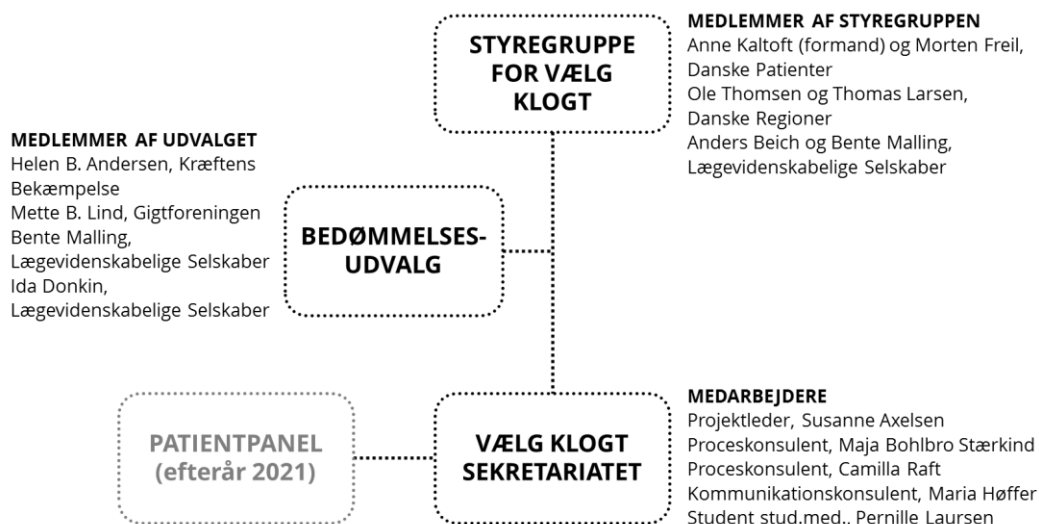 STYREGRUPPE
FOR VÆLG
KLOGT
MEDLEMMER AF STYREGRUPPEN
Anne Kaltoft (formand) og Morten Freil,
Danske Patienter
Ole Thomsen og Thomas Larsen,
Danske Regioner
Anders Beich og Bente Malling,
Lægevidenskabelige Selskaber
MEDLEMMER AF UDVALGET
Helen B. Andersen, Kræftens
Bekæmpelse
Mette B. Lind, Gigtforeningen
Bente Malling,
Lægevidenskabelige Selskaber
Ida Donkin,
Lægevidenskabelige Selskaber
BEDØMMELSES-
UDVALG
PATIENTPANEL
(efterår 2021)
VÆLG KLOGT
SEKRETARIATET
MEDARBEJDERE
Projektleder, Susanne Axelsen
Proceskonsulent, Maja Bohlbro Stærkind
Proceskonsulent, Camilla Raft
Kommunikationskonsulent, Maria Høffer
Student stud.med., Pernille Laursen